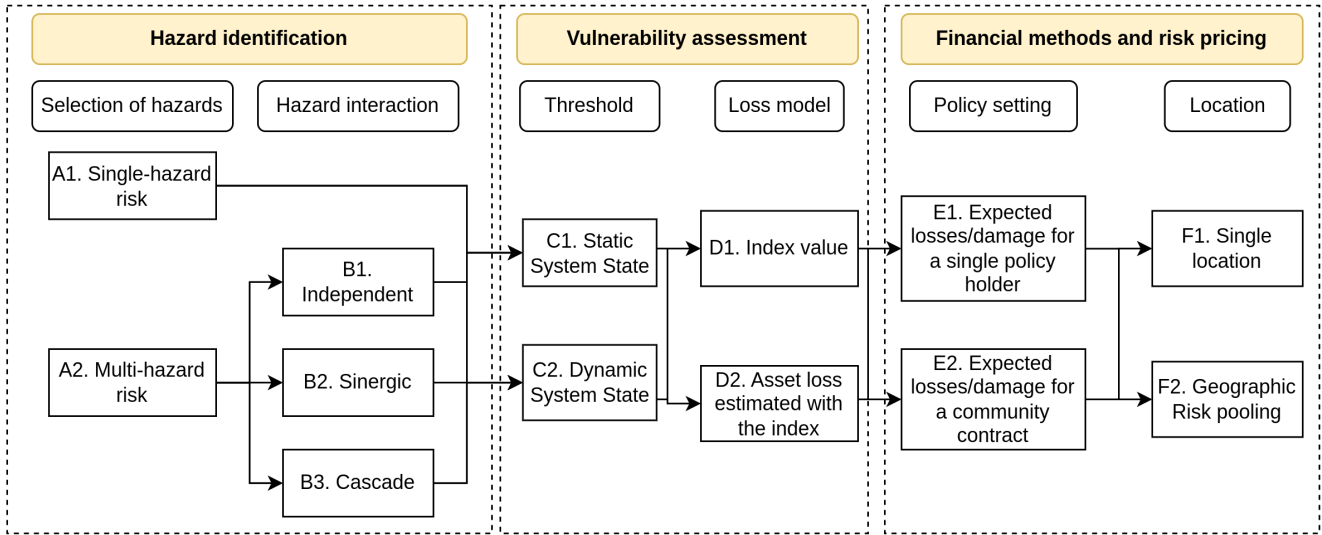 Hazard identification
Selection of hazards
Hazard interaction
A1. Single-hazard
risk
B1.
Independent
A2. Multi-hazard
risk
B2. Sinergic
B3. Cascade
Vulnerability assessment
Threshold
Loss model
C1. Static
System State
D1. Index value
C2. Dynamic
System State
D2. Asset loss
estimated with
the index
Financial methods and risk pricing
Policy setting
Location
E1. Expected
losses/damage for
a single policy
holder
F1. Single
location
E2. Expected
losses/damage for
a community
contract
F2. Geographic
Risk pooling